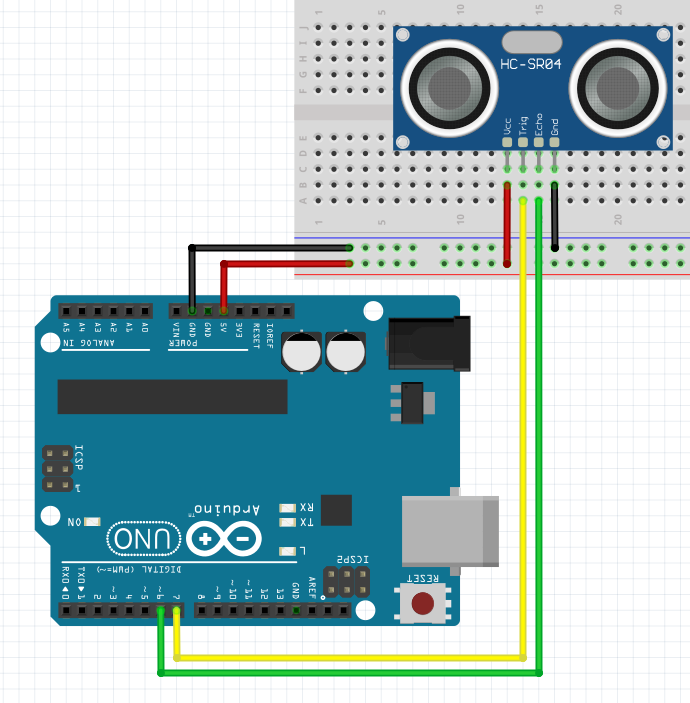 1 5 10 15 20
J
I
H
G
F
HC-SR04
Vcc Trig Echo Gnd
E
D
C
B
A
1 5 10 20
A5 A4 A3 A2 A1 A0
ANALOG IN
VIN GND GND 5V 3V3 RESET IOREF
POWER
ICSP
1
ON
UNO
Arduino
TM
RX
TX
L
ICSP2
RESET
DIGITAL (PWM=~)
RXD◄0 TXD►1 2 ~3 4 ~5 ~6 7 8 ~9 ~10 ~11 12 13 GND AREF